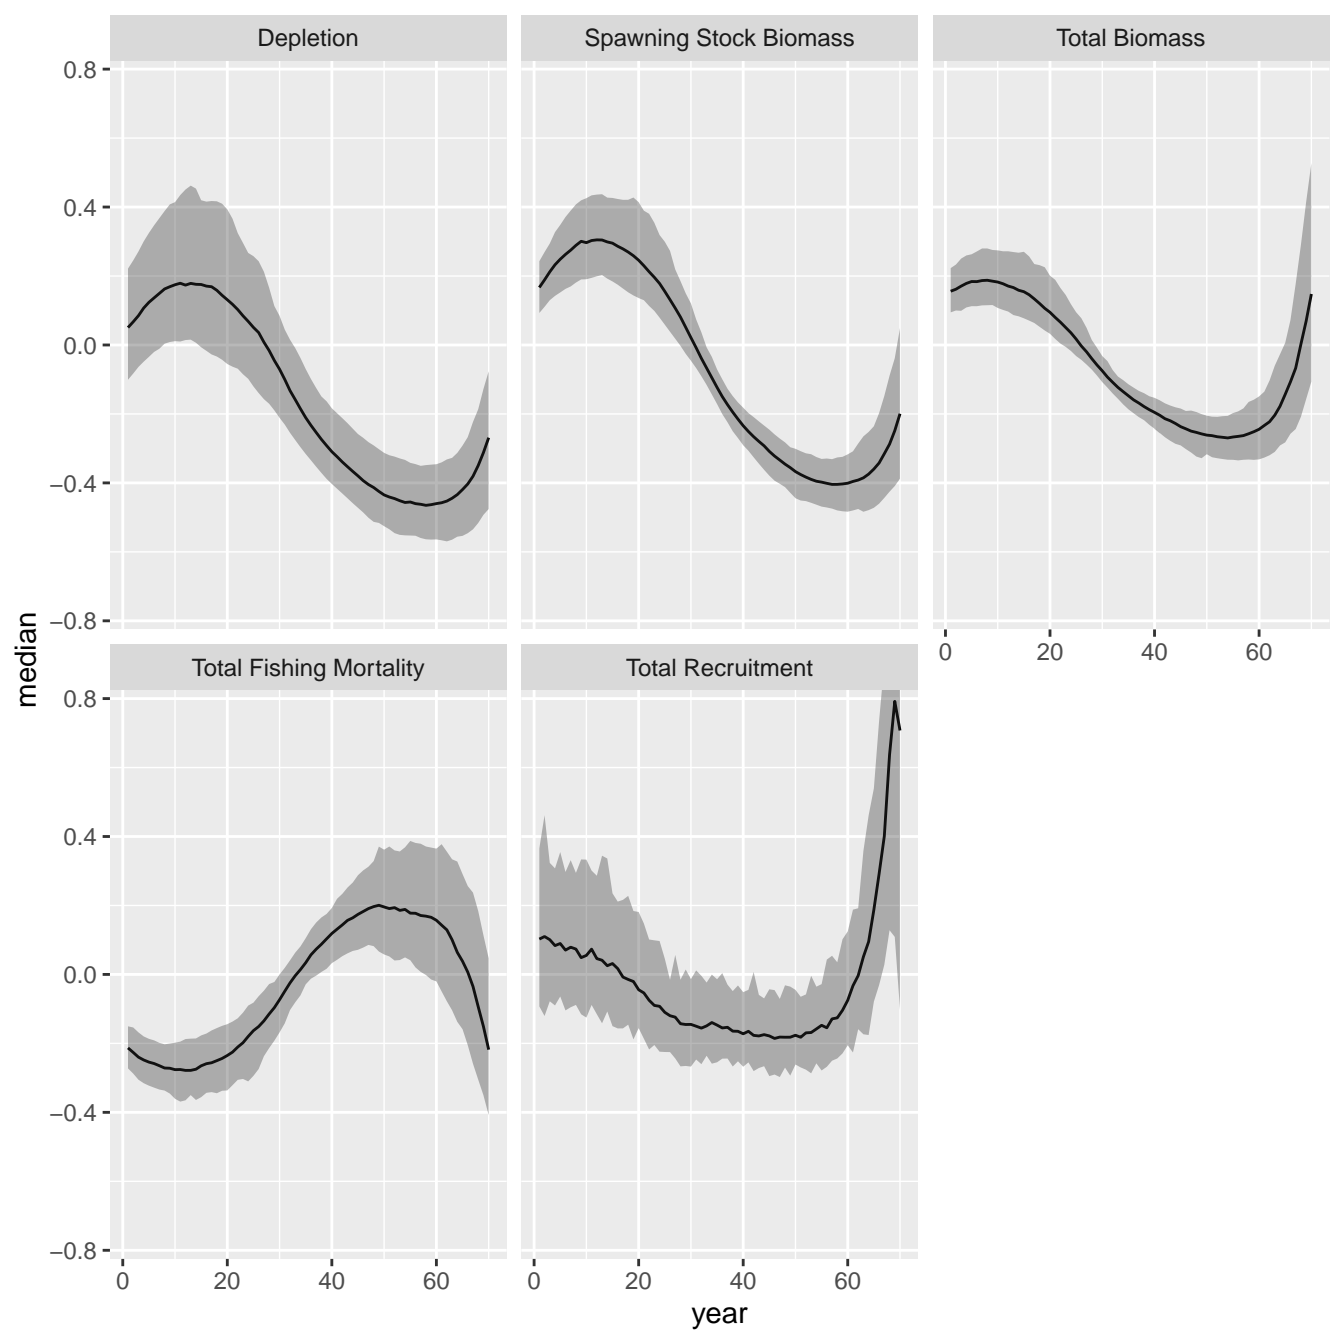 Depletion
Spawning Stock Biomass
Total Biomass
0.8
0.4
0.0
−0.4
−0.8
0 20 40 60
Total Fishing Mortality
Total Recruitment
0.8
0.4
0.0
−0.4
−0.8
0 20 40 60
0 20 40 60
median
year